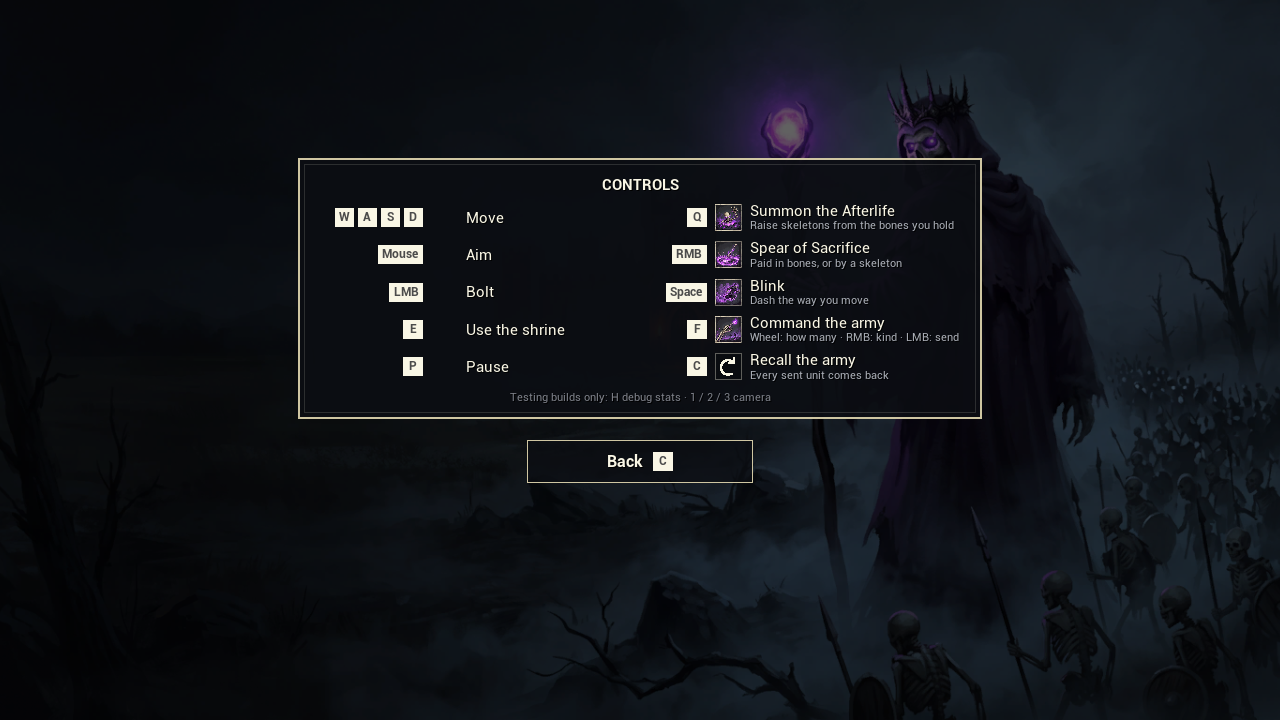 CONTROLS
W A S D Move
Mouse Aim
LMB Bolt
E Use the shrine
P Pause
Q Summon the Afterlife
Raise skeletons from the bones you hold
RMB Spear of Sacrifice
Paid in bones, or by a skeleton
Space Blink
Dash the way you move
F Command the army
Wheel: how many · RMB: kind · LMB: send
C Recall the army
Every sent unit comes back
Testing builds only: H debug stats · 1 / 2 / 3 camera
Back C